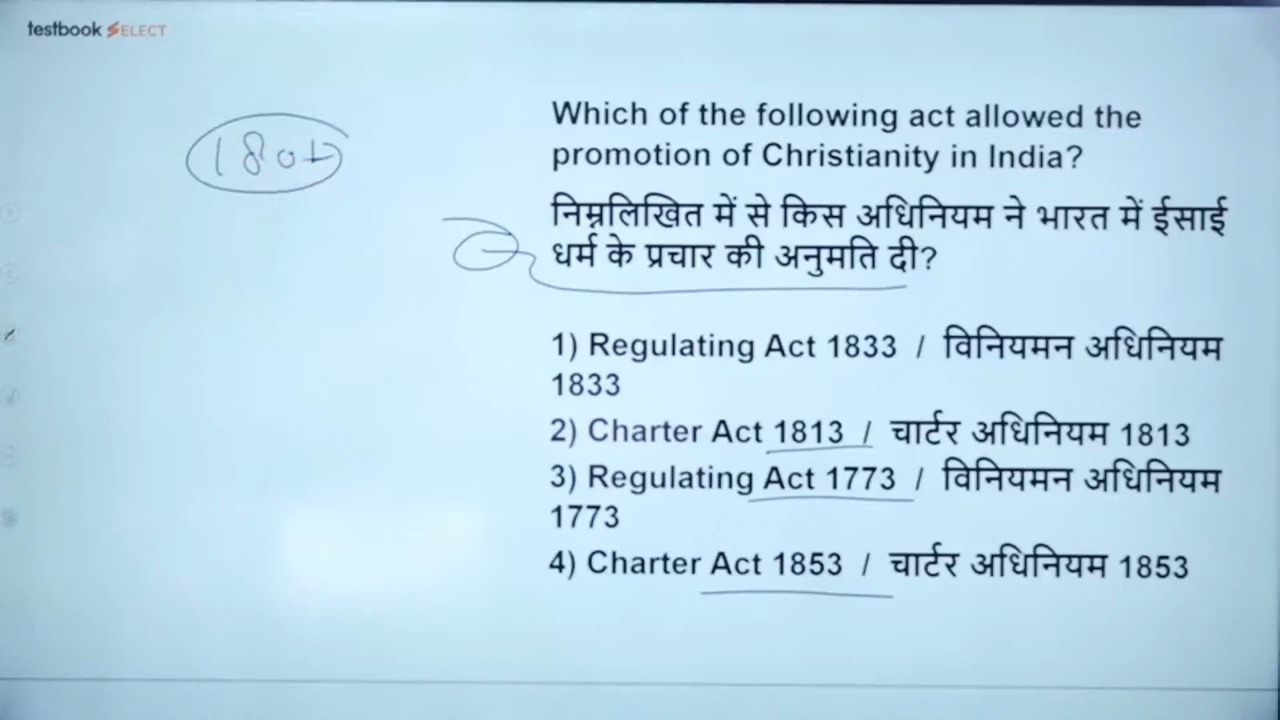 testbook SELECT
Which of the following act allowed the
promotion of Christianity in India?
निम्नलिखित में से किस अधिनियम ने भारत में ईसाई
धर्म के प्रचार की अनुमति दी?
1) Regulating Act 1833 / विनियमन अधिनियम
1833
2) Charter Act 1813 / चार्टर अधिनियम 1813
3) Regulating Act 1773 / विनियमन अधिनियम
1773
4) Charter Act 1853 / चार्टर अधिनियम 1853